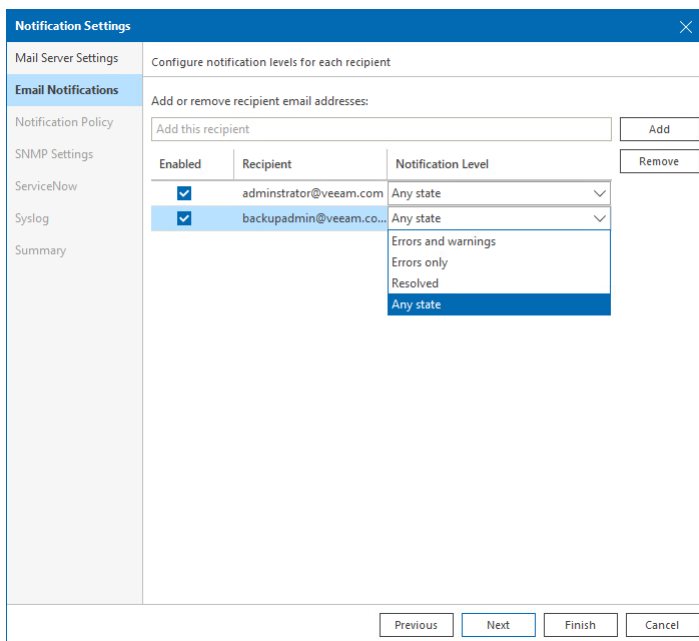 Notification Settings
Mail Server Settings
Email Notifications
Notification Policy
SNMP Settings
ServiceNow
Syslog
Summary
Configure notification levels for each recipient
Add or remove recipient email addresses:
Add this recipient
Add
Enabled Recipient Notification Level
Remove
adminstrator@veeam.com Any state
backupadmin@veeam.co... Any state
Errors and warnings
Errors only
Resolved
Any state
Previous Next Finish Cancel